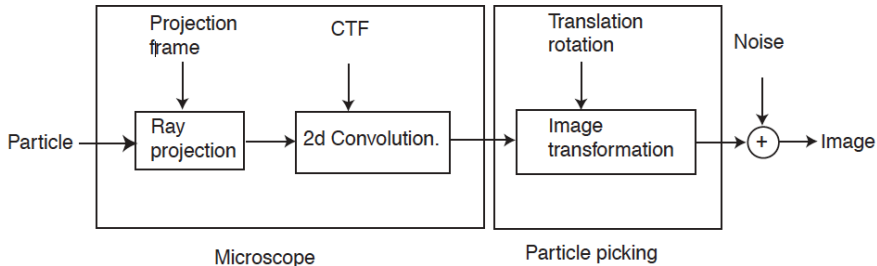 Projection
frame
CTF
Translation
rotation
Noise
Particle
Ray
projection
2d Convolution.
Image
transformation
+
Image
Microscope
Particle picking